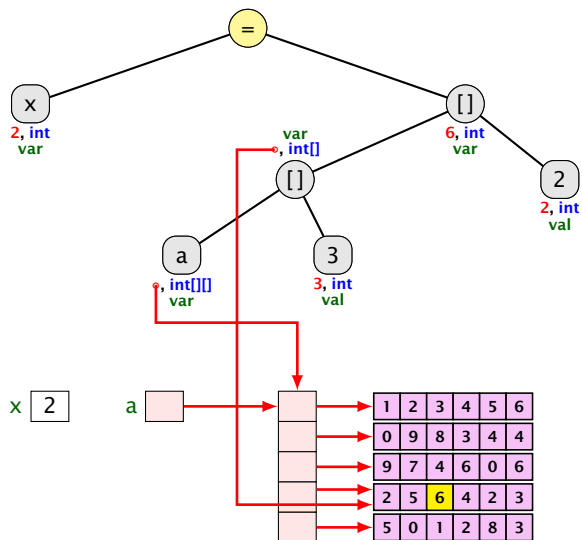 =
x
2, int
var
[]
6, int
var
var
, int[]
[]
2
2, int
val
a
, int[][]
var
3
3, int
val
x 2 a
1 2 3 4 5 6
0 9 8 3 4 4
9 7 4 6 0 6
2 5 6 4 2 3
5 0 1 2 8 3